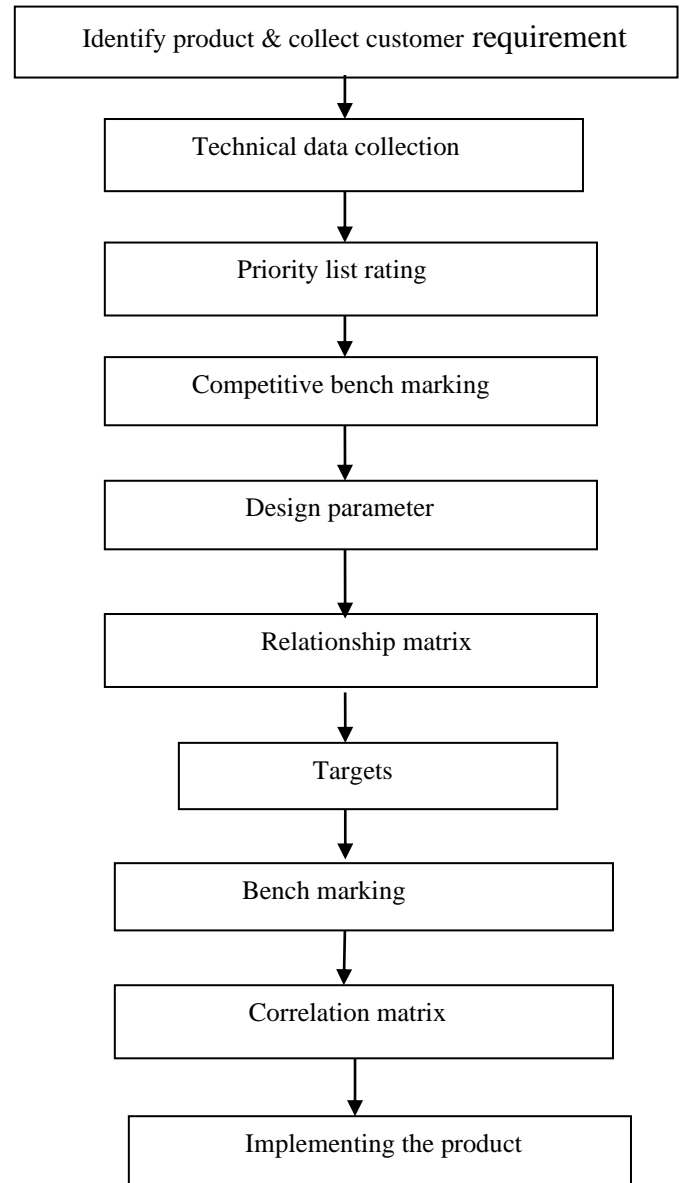 Identify product & collect customer requirement
Technical data collection
Priority list rating
Competitive bench marking
Design parameter
Relationship matrix
Targets
Bench marking
Correlation matrix
Implementing the product